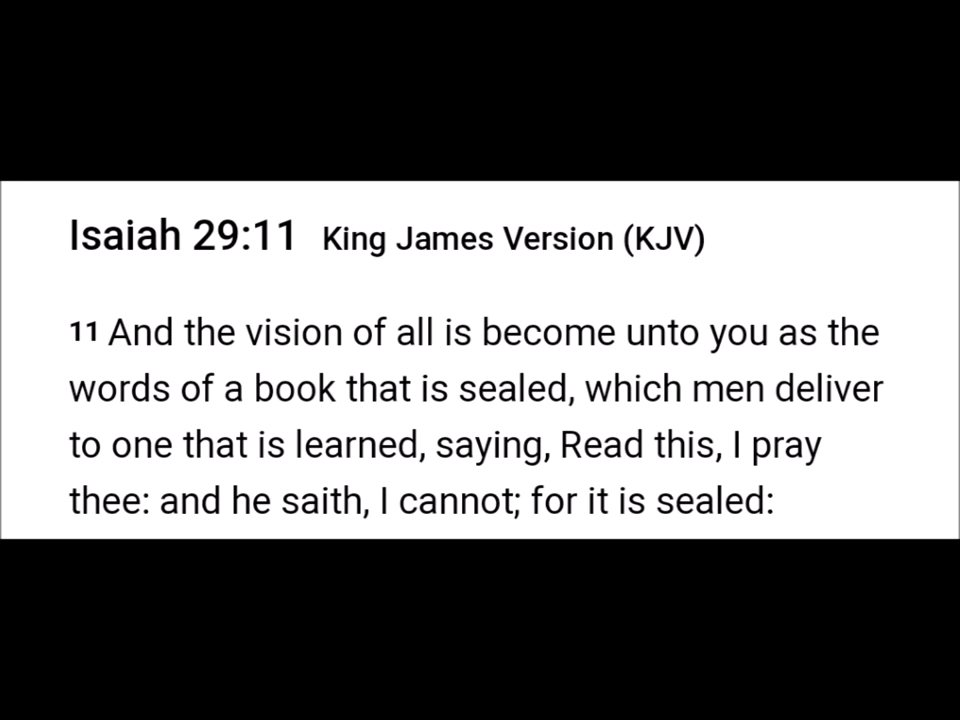 Isaiah 29:11 King James Version (KJV)
11 And the vision of all is become unto you as the
words of a book that is sealed, which men deliver
to one that is learned, saying, Read this, I pray
thee: and he saith, I cannot; for it is sealed: